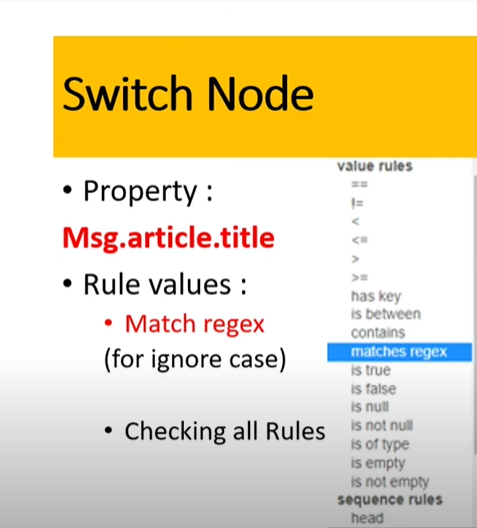 Switch Node
• Property :
Msg.article.title
• Rule values :
• Match regex
(for ignore case)
• Checking all Rules
value rules
==
!=
<
<=
>
>=
has key
is between
contains
matches regex
is true
is false
is null
is not null
is of type
is empty
is not empty
sequence rules
head